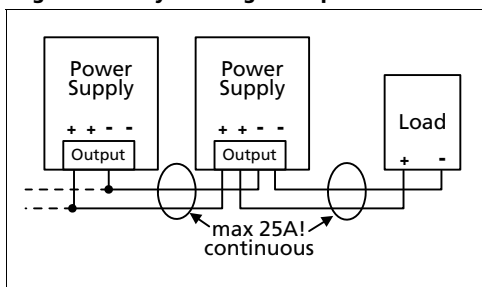 Power
Supply
+ + - -
Output
Power
Supply
+ + - -
Output
Load
+ -
max 25A!
continuous